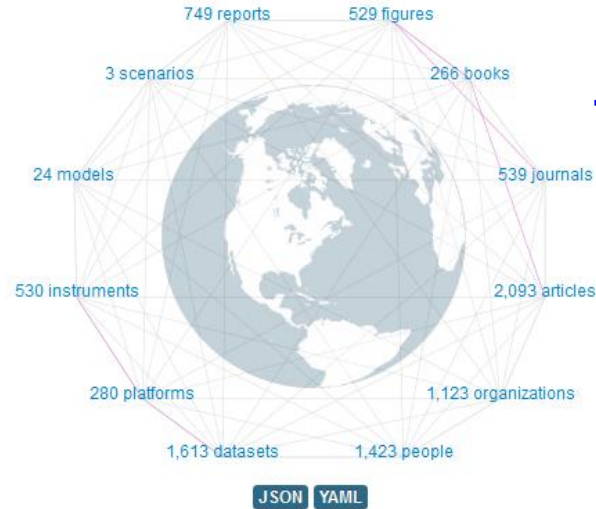 749 reports 529 figures
3 scenarios 266 books
24 models 539 journals
530 instruments 2,093 articles
280 platforms 1,123 organizations
1,613 datasets 1,423 people
JSON YAML